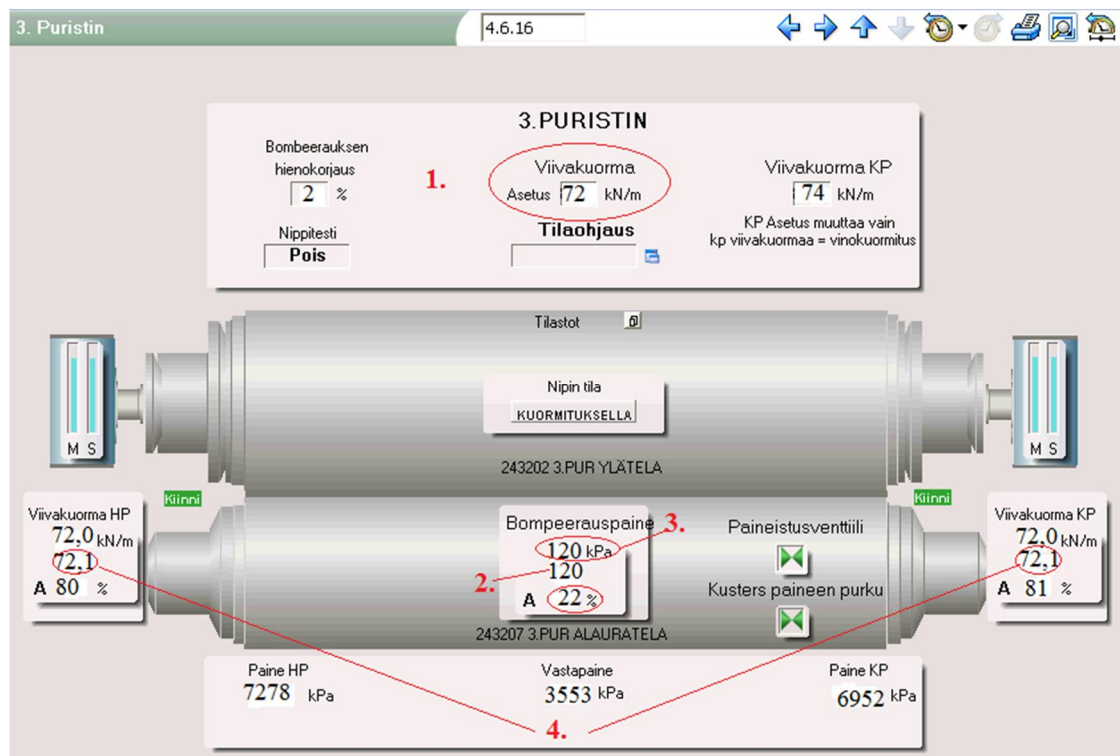 3. Puristin
4.6.16
3.PURISTIN
Bombeerauksen
hienokorjaus
2 %
Nippitesti
Pois
1.
Viivakuorma
Asetus 72 kN/m
Tilaohjaus
Viivakuorma KP
74 kN/m
KP Asetus muuttaa vain
kp viivakuormaa = vinokuormitus
Tilastot
M S
Nipin tila
KUORMITUKSELLA
M S
243202 3.PUR YLÄTELA
Kiinni
Kiinni
Viivakuorma HP
72,0 kN/m
72,1
A 80 %
Bompeerauspaine
3.
120 kPa
2.
120
A 22 %
Paineistusventtiili
Kusters paineen purku
Viivakuorma KP
72,0 kN/m
72,1
A 81 %
243207 3.PUR ALAURATELA
Paine HP
7278 kPa
Vastapaine
3553 kPa
Paine KP
6952 kPa
4.